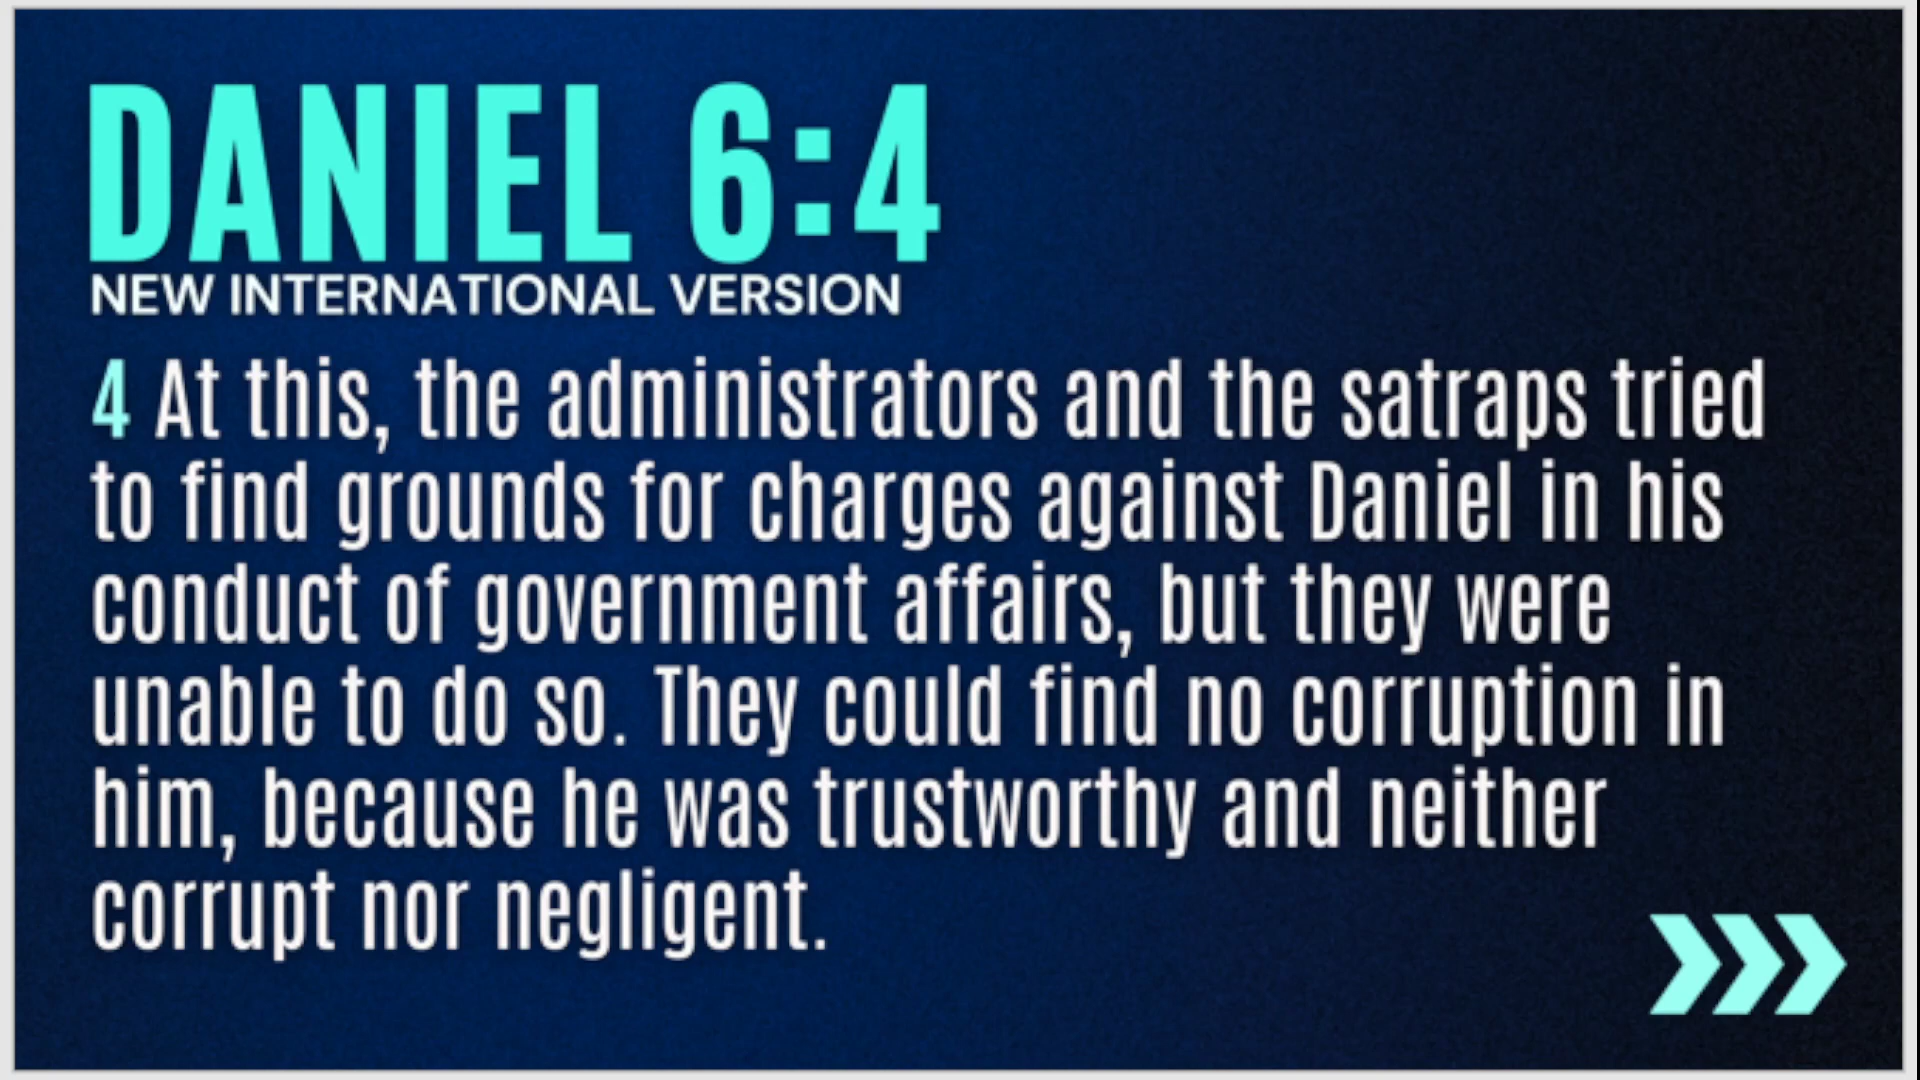 DANIEL 6:4
NEW INTERNATIONAL VERSION
4 At this, the administrators and the satraps tried
to find grounds for charges against Daniel in his
conduct of government affairs, but they were
unable to do so. They could find no corruption in
him, because he was trustworthy and neither
corrupt nor negligent.